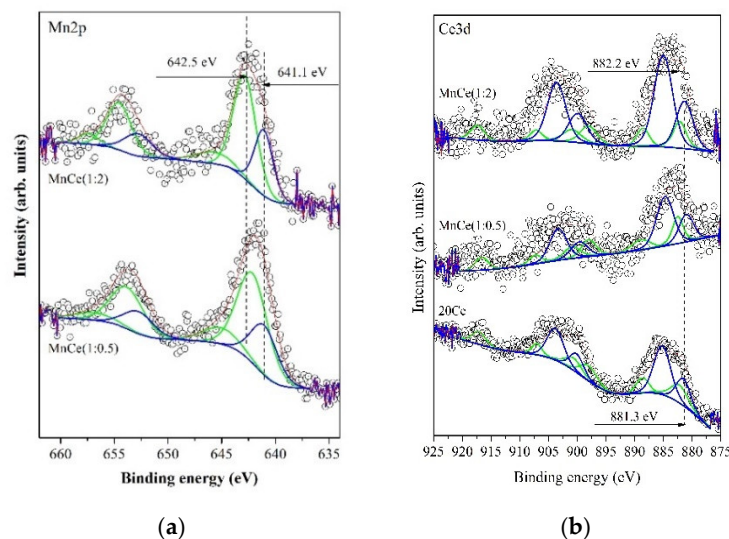 Mn2p
642.5 eV
641.1 eV
MnCe(1:2)
MnCe(1:0.5)
Intensity (arb. units)
660 655 650 645 640 635
Binding energy (eV)
(a)
Ce3d
882.2 eV
MnCe(1:2)
MnCe(1:0.5)
20Ce
881.3 eV
Intensity (arb. units)
925 920 915 910 905 900 895 890 885 880 875
Binding energy (eV)
(b)